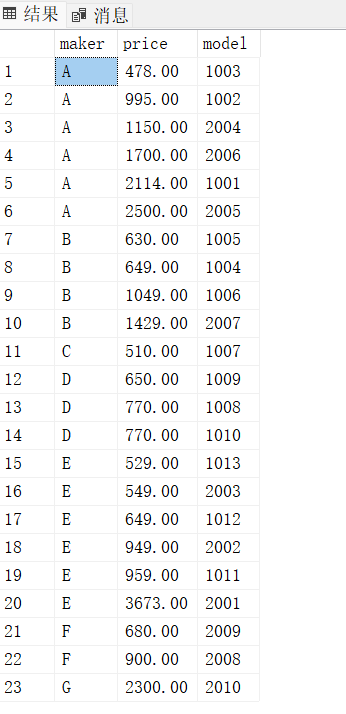 结果 消息
maker price model
1 A 478.00 1003
2 A 995.00 1002
3 A 1150.00 2004
4 A 1700.00 2006
5 A 2114.00 1001
6 A 2500.00 2005
7 B 630.00 1005
8 B 649.00 1004
9 B 1049.00 1006
10 B 1429.00 2007
11 C 510.00 1007
12 D 650.00 1009
13 D 770.00 1008
14 D 770.00 1010
15 E 529.00 1013
16 E 549.00 2003
17 E 649.00 1012
18 E 949.00 2002
19 E 959.00 1011
20 E 3673.00 2001
21 F 680.00 2009
22 F 900.00 2008
23 G 2300.00 2010